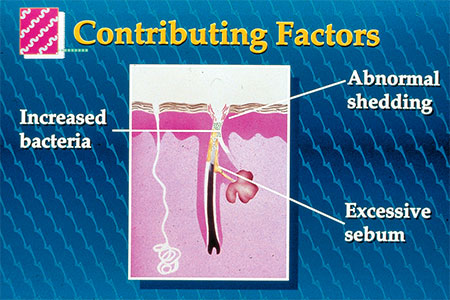 Contributing Factors
Abnormal
shedding
Increased
bacteria
Excessive
sebum